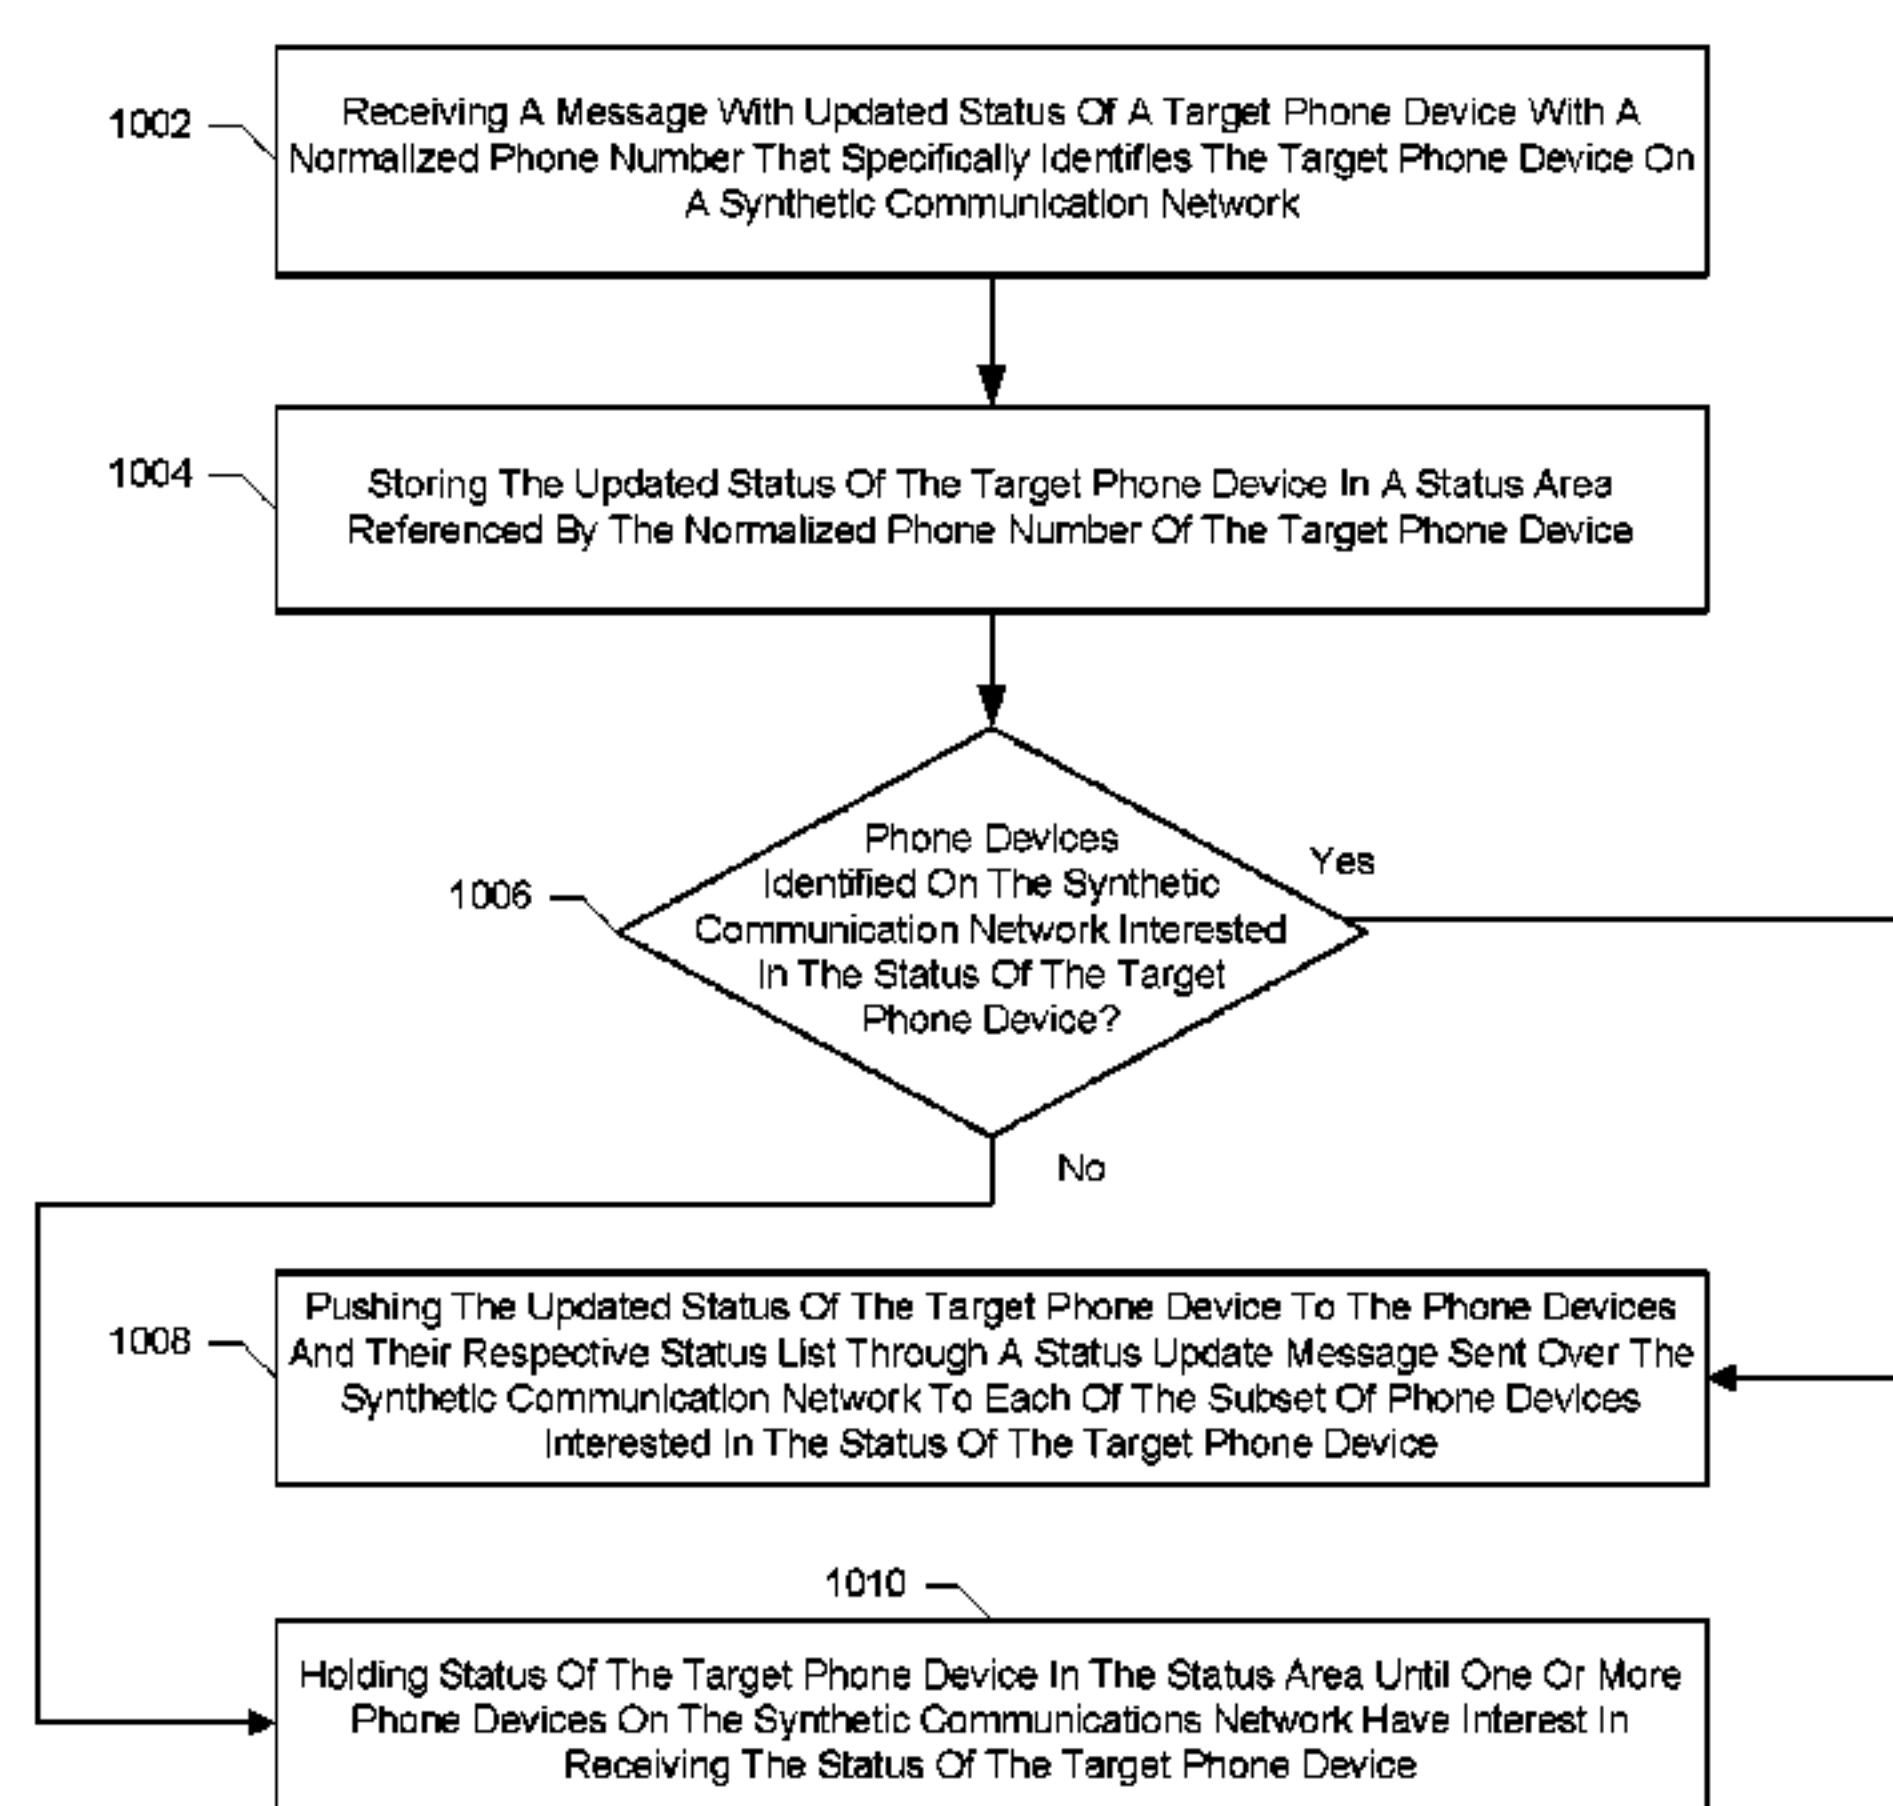 1002
Receiving A Message With Updated Status Of A Target Phone Device With A
Normalized Phone Number That Specifically Identifies The Target Phone Device On
A Synthetic Communication Network
1004
Storing The Updated Status Of The Target Phone Device In A Status Area
Referenced By The Normalized Phone Number Of The Target Phone Device
1006
Phone Devices
Identified On The Synthetic
Communication Network Interested
In The Status Of The Target
Phone Device?
Yes
No
1008
Pushing The Updated Status Of The Target Phone Device To The Phone Devices
And Their Respective Status List Through A Status Update Message Sent Over The
Synthetic Communication Network To Each Of The Subset Of Phone Devices
Interested In The Status Of The Target Phone Device
1010
Holding Status Of The Target Phone Device In The Status Area Until One Or More
Phone Devices On The Synthetic Communications Network Have Interest In
Receiving The Status Of The Target Phone Device